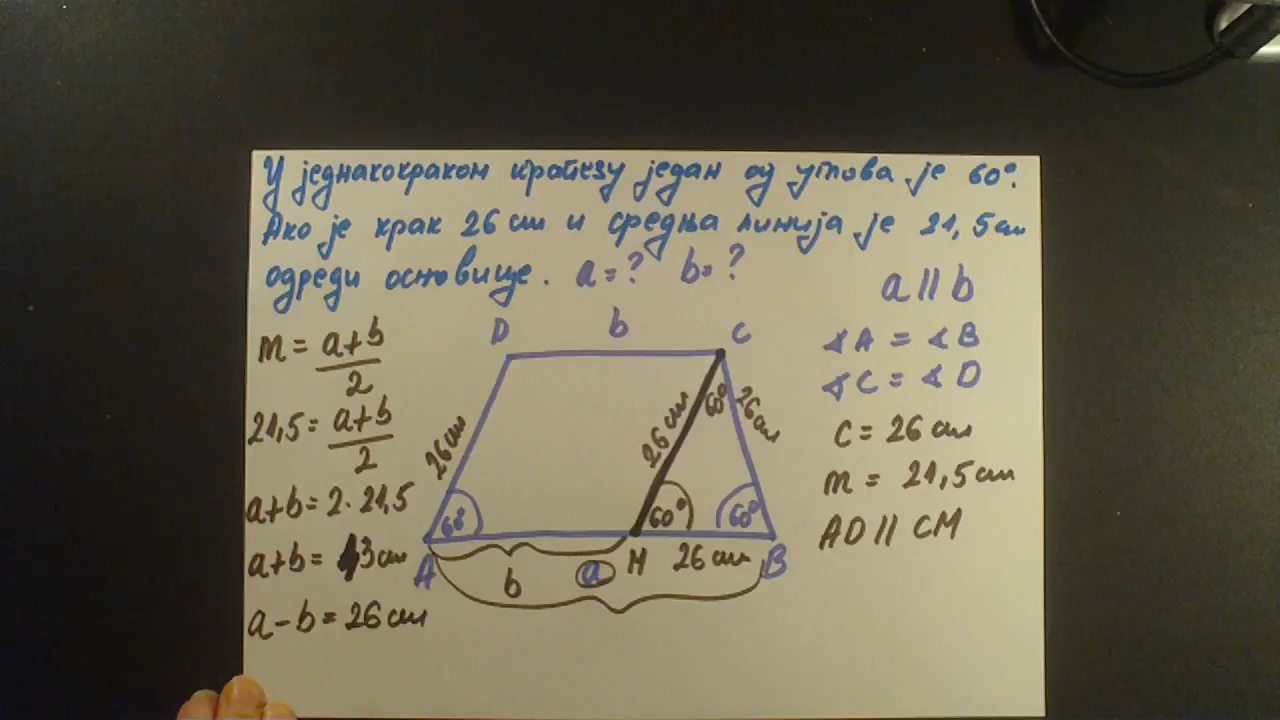 У једнакокраком трапезу један од углова је 60°.
Ако је крак 26 cm и средња линија је 21,5 cm
одреди основице. a = ? b = ?
a || b
m = a+b / 2
21,5 = a+b / 2
a+b = 2 · 21,5
a+b = 43 cm
a - b = 26 cm
D b C
26 cm 26 cm 60° 26 cm
60° 60° 60°
A M 26 cm B
b a
∢A = ∢B
∢C = ∢D
c = 26 cm
m = 21,5 cm
AD || CM